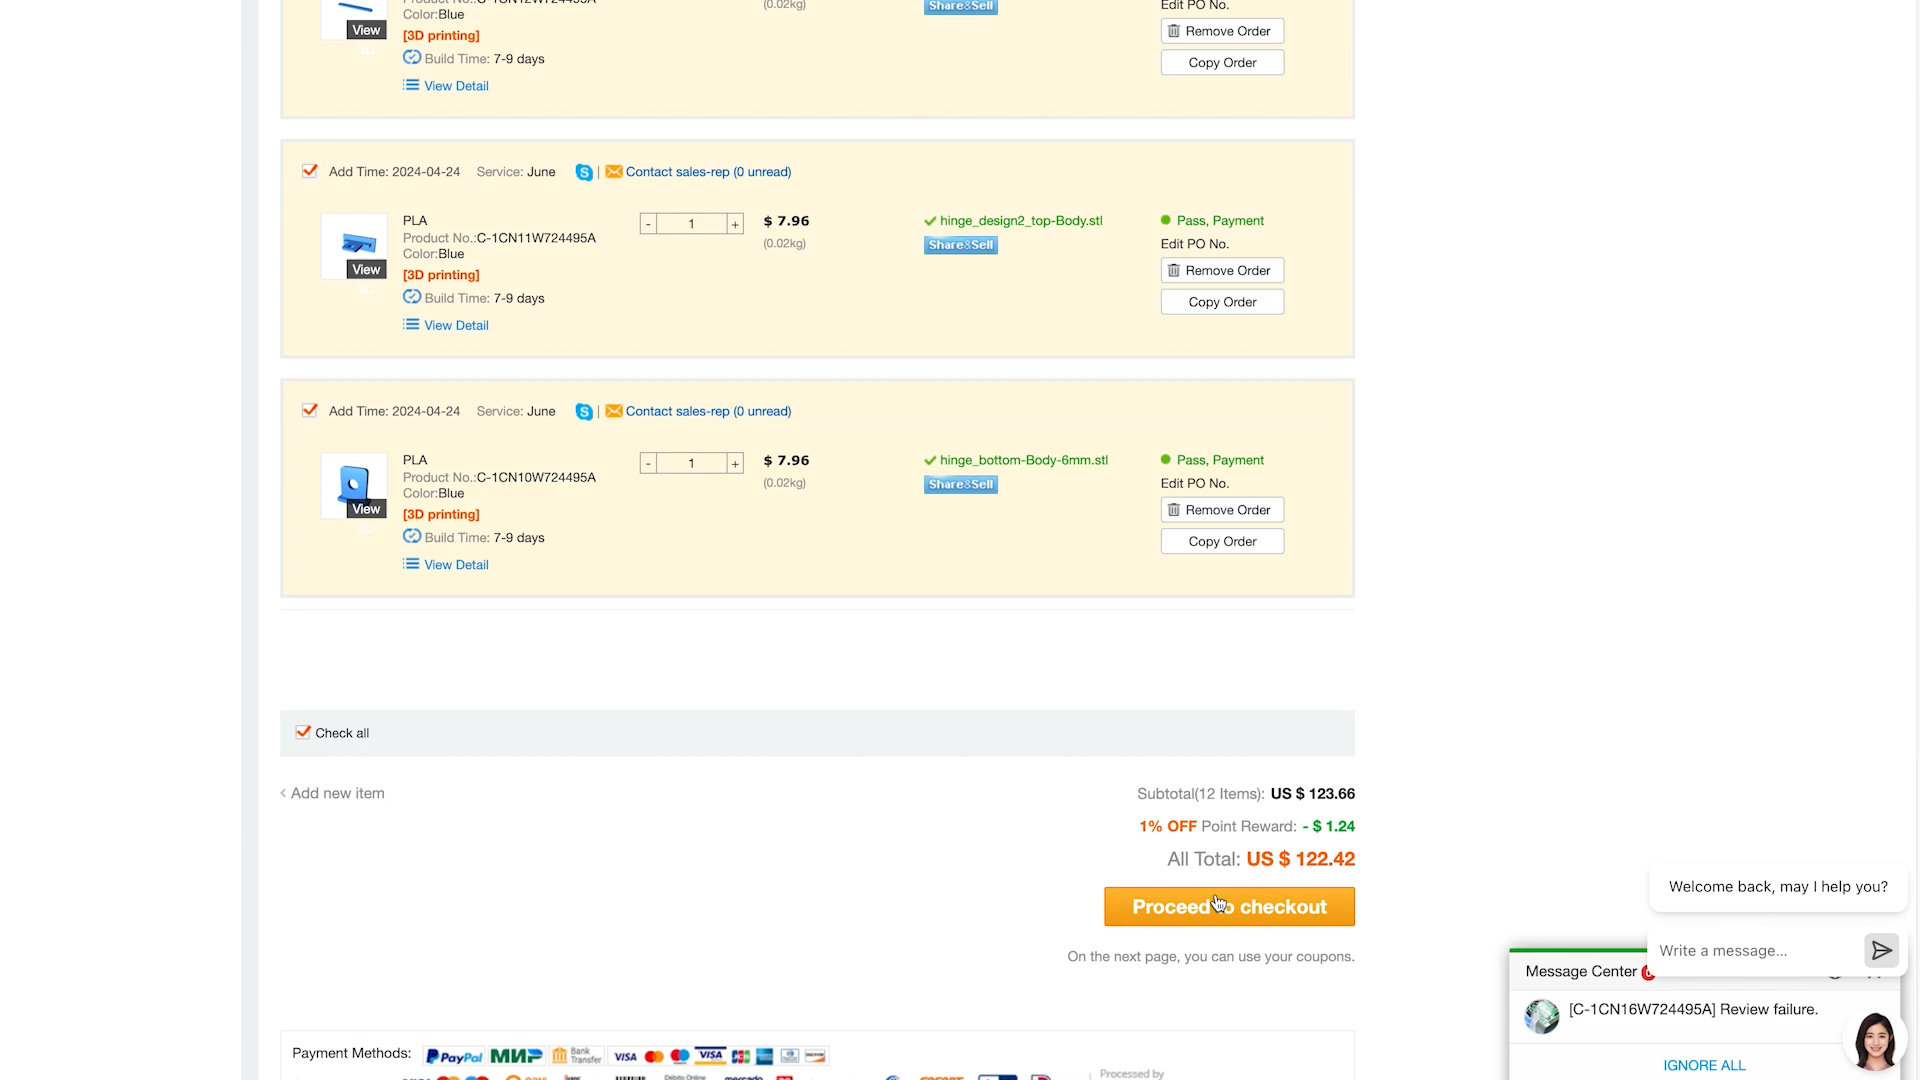 Color:Blue
(0.02kg)
Share&Sell
Edit PO No.
View
[3D printing]
Remove Order
Build Time: 7-9 days
Copy Order
View Detail
Add Time: 2024-04-24 Service: June | Contact sales-rep (0 unread)
PLA
- 1 +
$ 7.96
hinge_design2_top-Body.stl
Pass, Payment
Product No.:C-1CN11W724495A
(0.02kg)
Share&Sell
Edit PO No.
Color:Blue
View
[3D printing]
Remove Order
Build Time: 7-9 days
Copy Order
View Detail
Add Time: 2024-04-24 Service: June | Contact sales-rep (0 unread)
PLA
- 1 +
$ 7.96
hinge_bottom-Body-6mm.stl
Pass, Payment
Product No.:C-1CN10W724495A
(0.02kg)
Share&Sell
Edit PO No.
Color:Blue
View
[3D printing]
Remove Order
Build Time: 7-9 days
Copy Order
View Detail
Check all
< Add new item
Subtotal(12 Items): US $ 123.66
1% OFF Point Reward: - $ 1.24
All Total: US $ 122.42
Proceed to checkout
On the next page, you can use your coupons.
Welcome back, may I help you?
Write a message...
Message Center
[C-1CN16W724495A] Review failure.
IGNORE ALL
Payment Methods: PayPal МИР Bank Transfer VISA VISA
Processed by